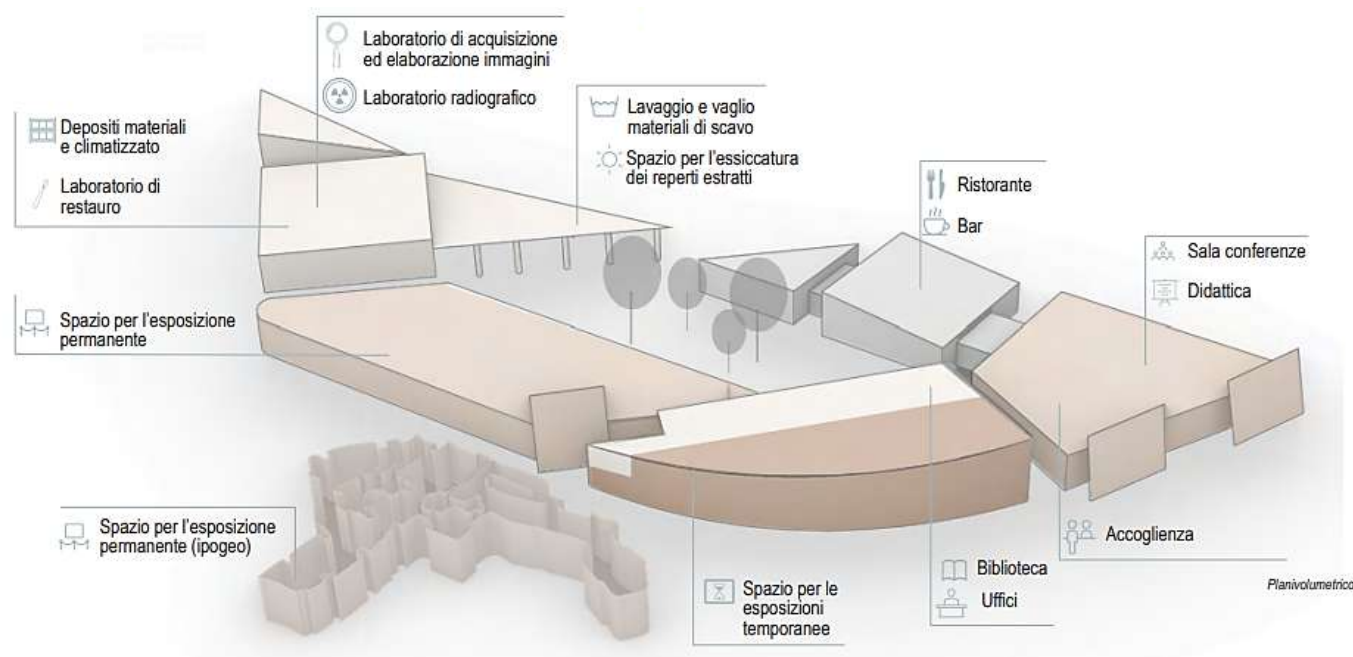 Laboratorio di acquisizione
ed elaborazione immagini
Laboratorio radiografico
Depositi materiali
e climatizzato
Laboratorio di
restauro
Lavaggio e vaglio
materiali di scavo
Spazio per l'essiccatura
dei reperti estratti
Ristorante
Bar
Sala conferenze
Didattica
Spazio per l'esposizione
permanente
Spazio per l'esposizione
permanente (ipogeo)
Spazio per le
esposizioni
temporanee
Biblioteca
Uffici
Accoglienza
Planivolumetrico